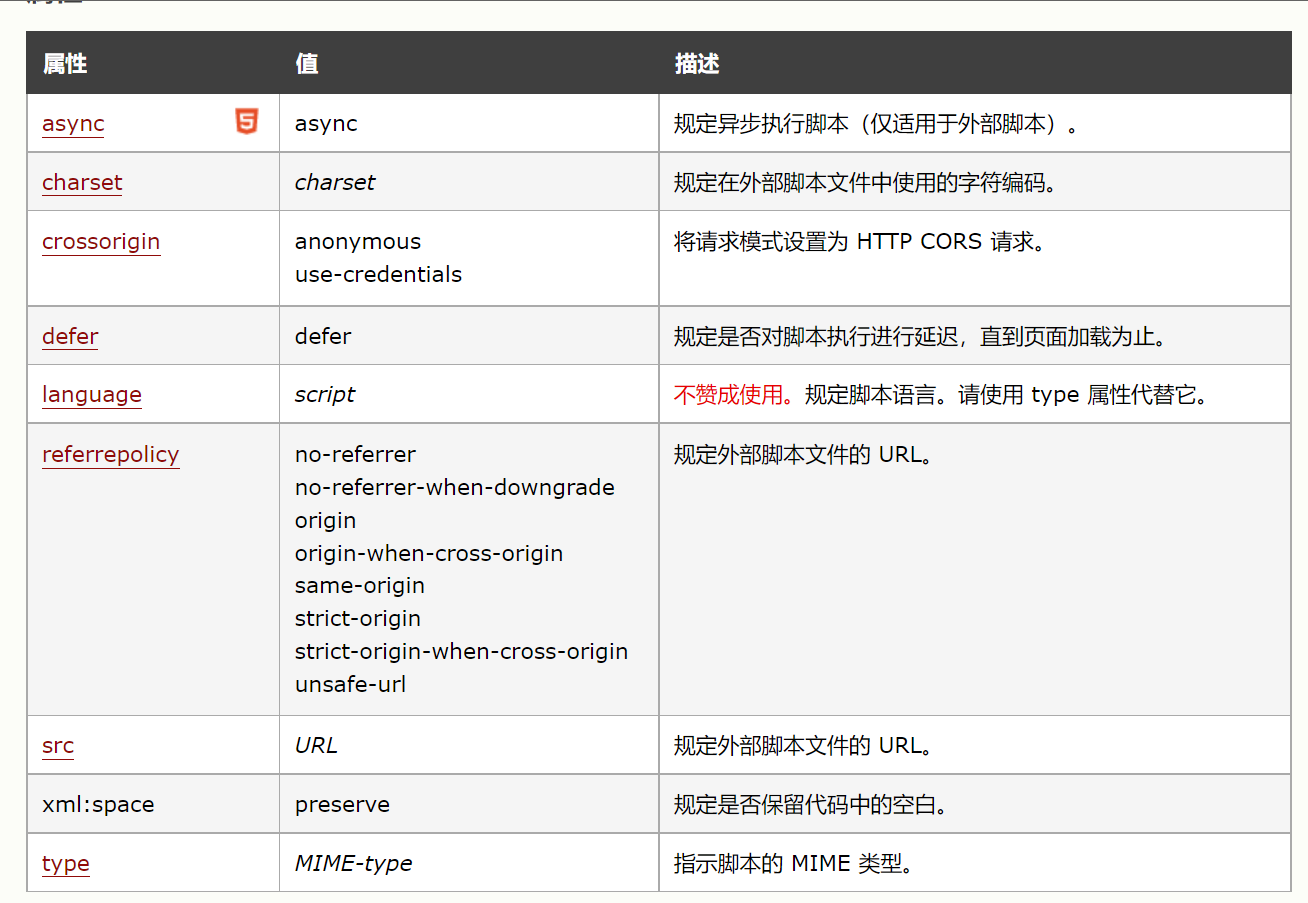 属性 值 描述
async async 规定异步执行脚本（仅适用于外部脚本）。
charset charset 规定在外部脚本文件中使用的字符编码。
crossorigin anonymous 将请求模式设置为 HTTP CORS 请求。
use-credentials
defer defer 规定是否对脚本执行进行延迟，直到页面加载为止。
language script 不赞成使用。规定脚本语言。请使用 type 属性代替它。
referrepolicy no-referrer 规定外部脚本文件的 URL。
no-referrer-when-downgrade
origin
origin-when-cross-origin
same-origin
strict-origin
strict-origin-when-cross-origin
unsafe-url
src URL 规定外部脚本文件的 URL。
xml:space preserve 规定是否保留代码中的空白。
type MIME-type 指示脚本的 MIME 类型。